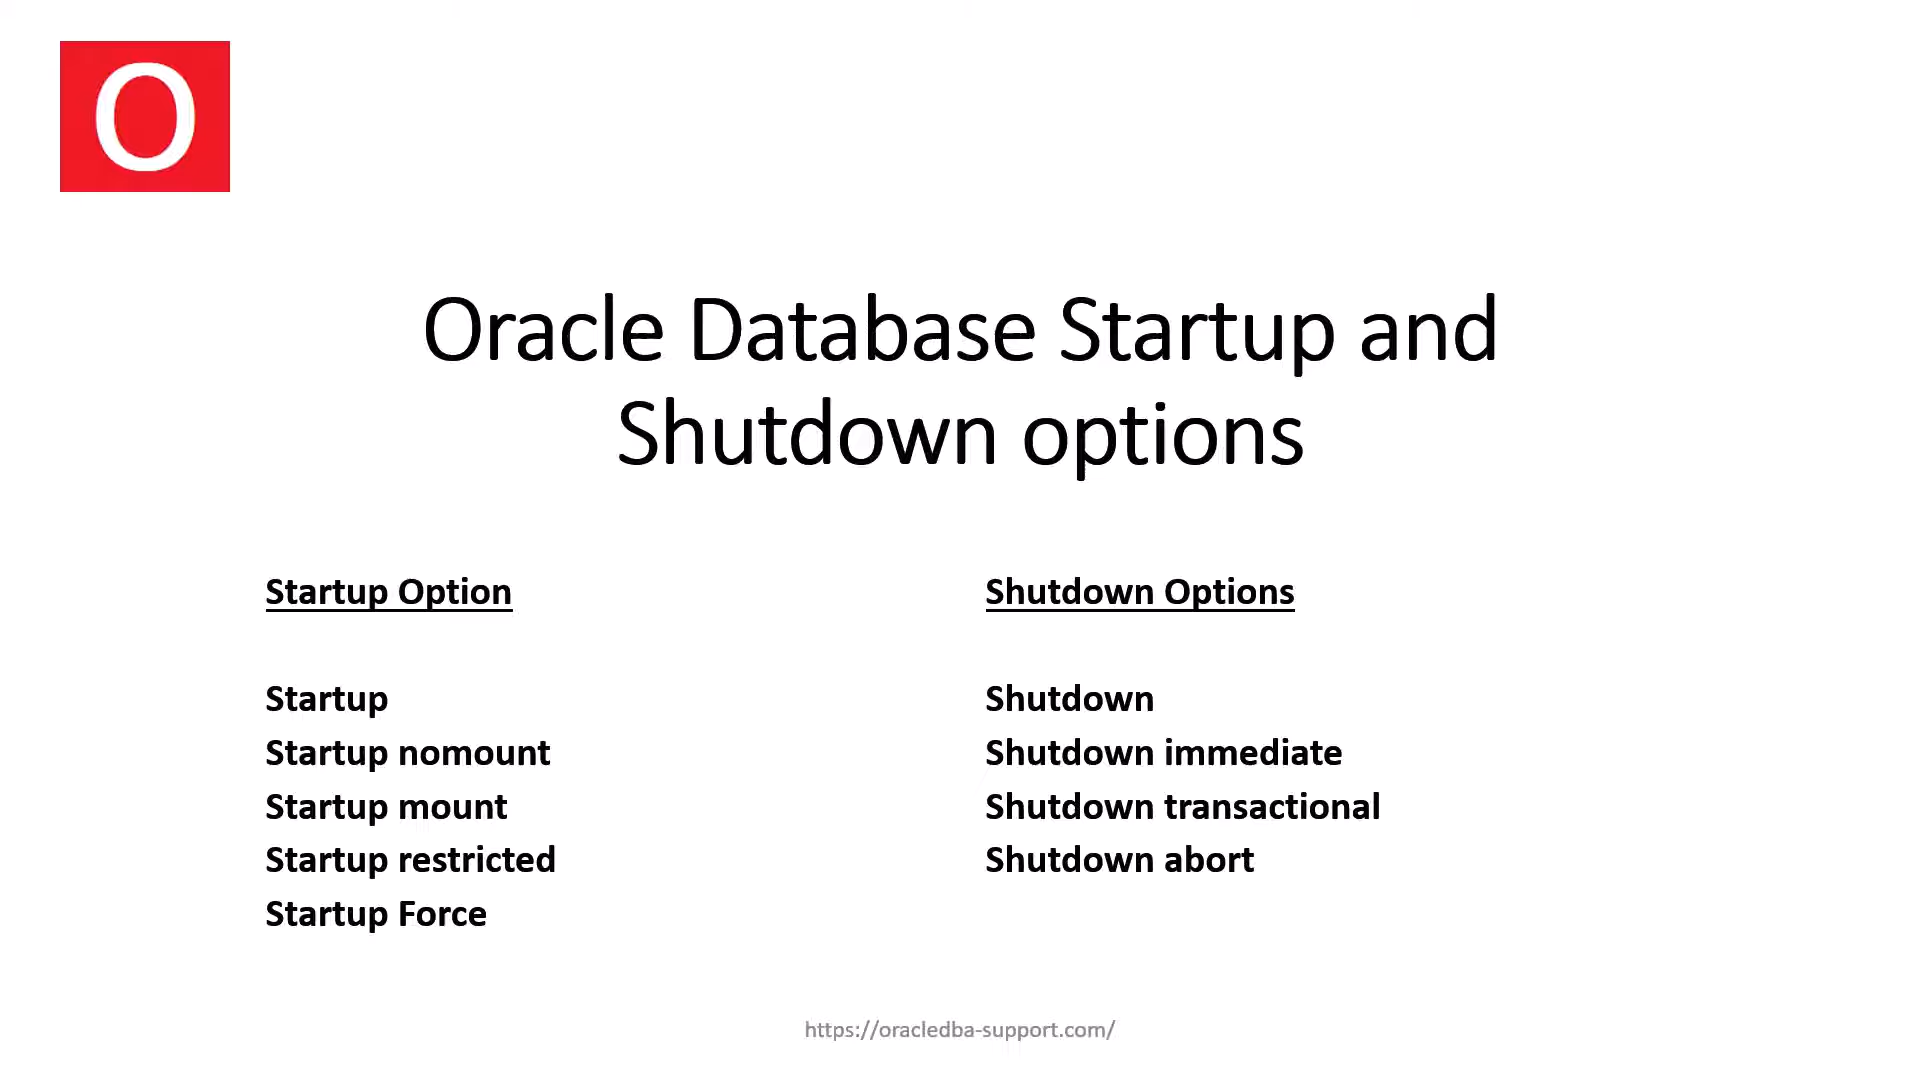 O
Oracle Database Startup and
Shutdown options
Startup Option
Startup
Startup nomount
Startup mount
Startup restricted
Startup Force
Shutdown Options
Shutdown
Shutdown immediate
Shutdown transactional
Shutdown abort
https://oracledba-support.com/